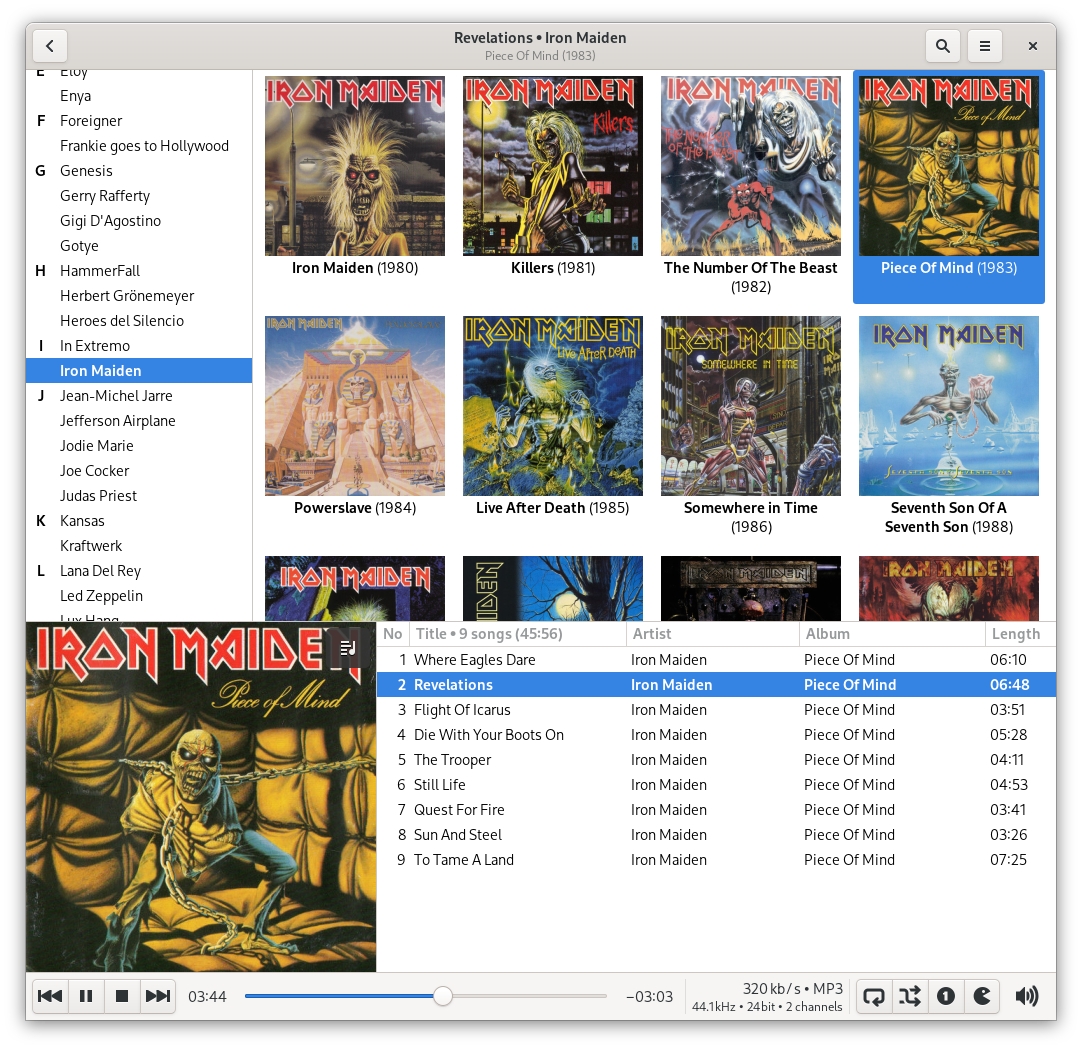 Revelations • Iron Maiden
Piece Of Mind (1983)
E Eloy
Enya
F Foreigner
Frankie goes to Hollywood
G Genesis
Gerry Rafferty
Gigi D'Agostino
Gotye
H HammerFall
Herbert Grönemeyer
Heroes del Silencio
I In Extremo
Iron Maiden
J Jean-Michel Jarre
Jefferson Airplane
Jodie Marie
Joe Cocker
Judas Priest
K Kansas
Kraftwerk
L Lana Del Rey
Led Zeppelin
Lux Hang
IRON MAIDEN
Iron Maiden (1980)
IRON MAIDEN
Killers
Killers (1981)
IRON MAIDEN
The Number
of the Beast
The Number Of The Beast
(1982)
IRON MAIDEN
Piece of Mind
Piece Of Mind (1983)
IRON MAIDEN
Powerslave (1984)
IRON MAIDEN
LIVE AFTER DEATH
Live After Death (1985)
IRON MAIDEN
SOMEWHERE IN TIME
Somewhere in Time
(1986)
IRON MAIDEN
SEVENTH SON OF A SEVENTH SON
Seventh Son Of A
Seventh Son (1988)
IRON MAIDEN
MAIDEN
IRON MAIDEN
IRON MAIDEN
IRON MAIDEN
Piece of Mind
No Title • 9 songs (45:56) Artist Album Length
1 Where Eagles Dare Iron Maiden Piece Of Mind 06:10
2 Revelations Iron Maiden Piece Of Mind 06:48
3 Flight Of Icarus Iron Maiden Piece Of Mind 03:51
4 Die With Your Boots On Iron Maiden Piece Of Mind 05:28
5 The Trooper Iron Maiden Piece Of Mind 04:11
6 Still Life Iron Maiden Piece Of Mind 04:53
7 Quest For Fire Iron Maiden Piece Of Mind 03:41
8 Sun And Steel Iron Maiden Piece Of Mind 03:26
9 To Tame A Land Iron Maiden Piece Of Mind 07:25
03:44
−03:03
320 kb/s • MP3
44.1kHz • 24bit • 2 channels
1